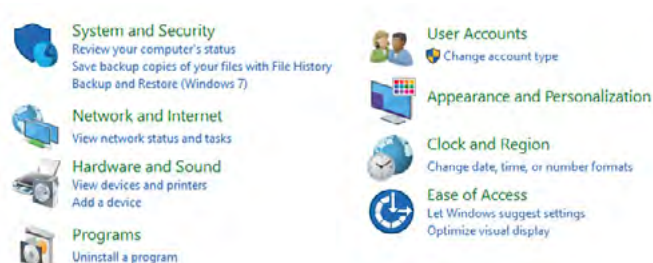 System and Security
Review your computer's status
Save backup copies of your files with File History
Backup and Restore (Windows 7)
Network and Internet
View network status and tasks
Hardware and Sound
View devices and printers
Add a device
Programs
Uninstall a program
User Accounts
Change account type
Appearance and Personalization
Clock and Region
Change date, time, or number formats
Ease of Access
Let Windows suggest settings
Optimize visual display